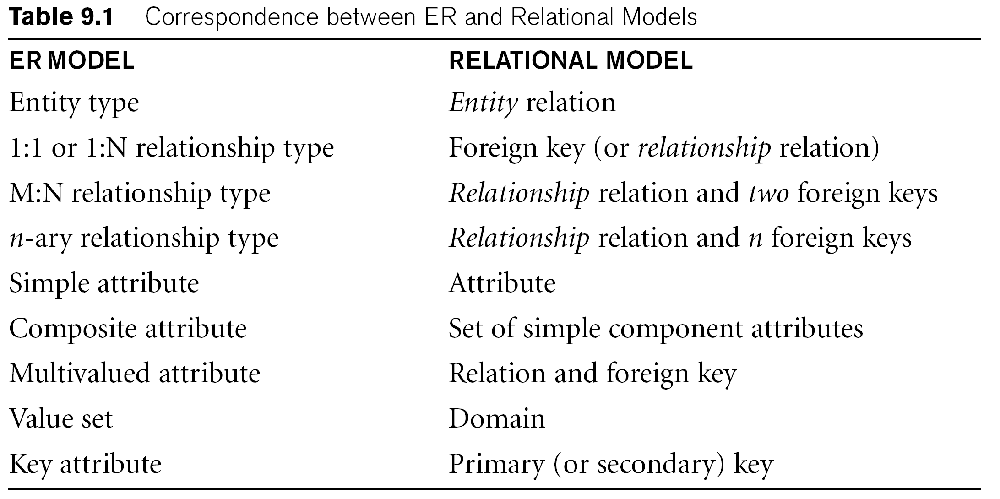 Table 9.1 Correspondence between ER and Relational Models
ER MODEL RELATIONAL MODEL
Entity type Entity relation
1:1 or 1:N relationship type Foreign key (or relationship relation)
M:N relationship type Relationship relation and two foreign keys
n-ary relationship type Relationship relation and n foreign keys
Simple attribute Attribute
Composite attribute Set of simple component attributes
Multivalued attribute Relation and foreign key
Value set Domain
Key attribute Primary (or secondary) key